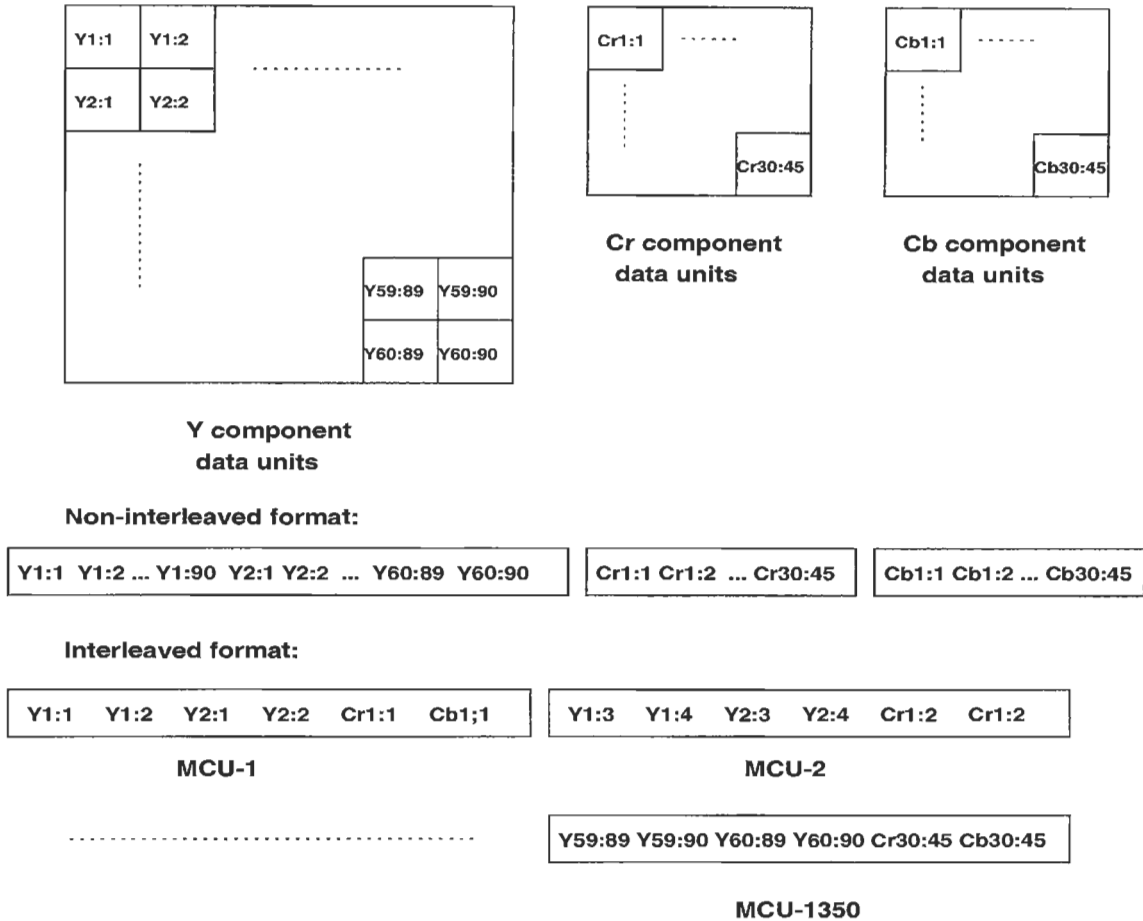 Y1:1 Y1:2
Y2:1 Y2:2
Y59:89 Y59:90
Y60:89 Y60:90
Y component
data units
Cr1:1
Cr30:45
Cr component
data units
Cb1:1
Cb30:45
Cb component
data units
Non-interleaved format:
Y1:1 Y1:2 ... Y1:90 Y2:1 Y2:2 ... Y60:89 Y60:90
Cr1:1 Cr1:2 ... Cr30:45
Cb1:1 Cb1:2 ... Cb30:45
Interleaved format:
Y1:1 Y1:2 Y2:1 Y2:2 Cr1:1 Cb1;1
MCU-1
Y1:3 Y1:4 Y2:3 Y2:4 Cr1:2 Cr1:2
MCU-2
Y59:89 Y59:90 Y60:89 Y60:90 Cr30:45 Cb30:45
MCU-1350